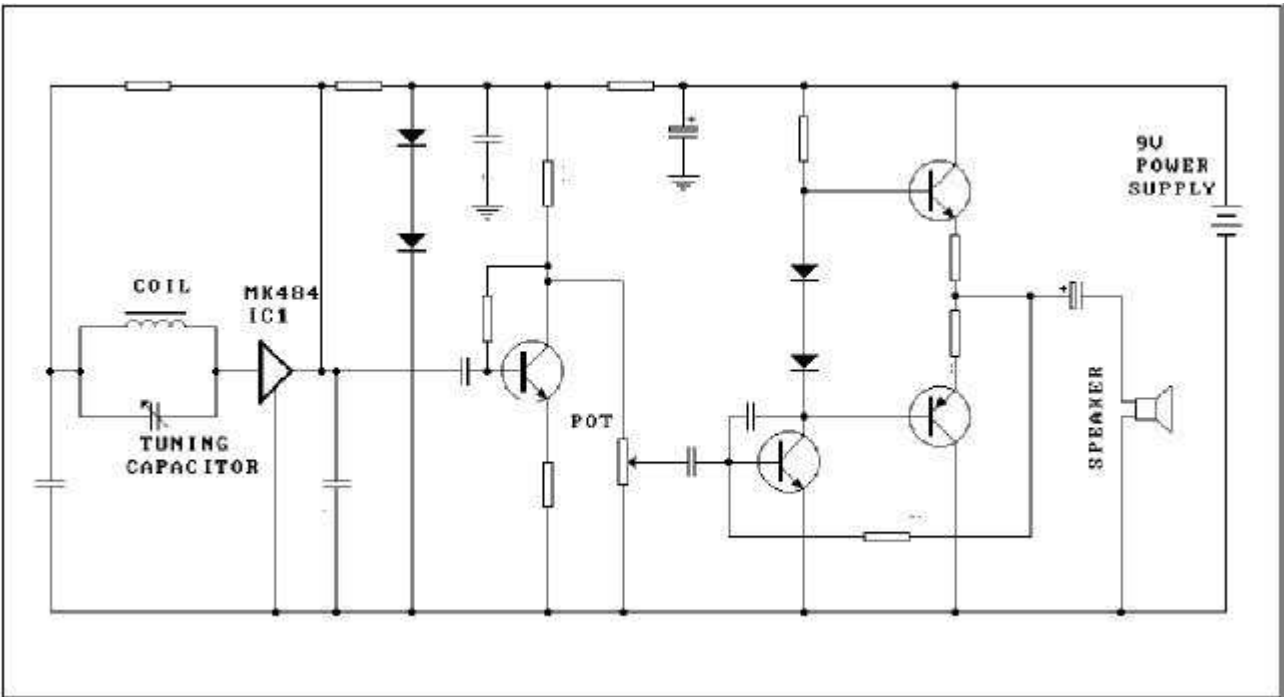 9V
POWER
SUPPLY
COIL
MK484
IC1
TUNING
CAPACITOR
POT
SPEAKER
+
+